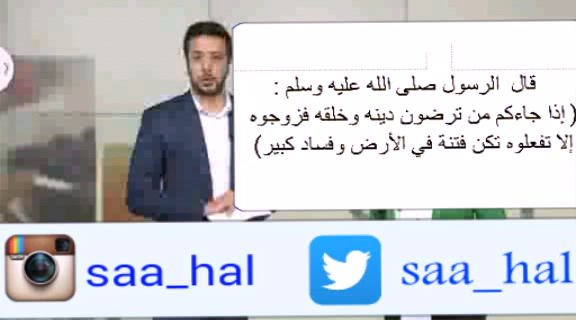 قال الرسول صلى الله عليه وسلم :
( إذا جاءكم من ترضون دينه وخلقه فزوجوه
إلا تفعلوه تكن فتنة في الأرض وفساد كبير)
saa_hal saa_hal